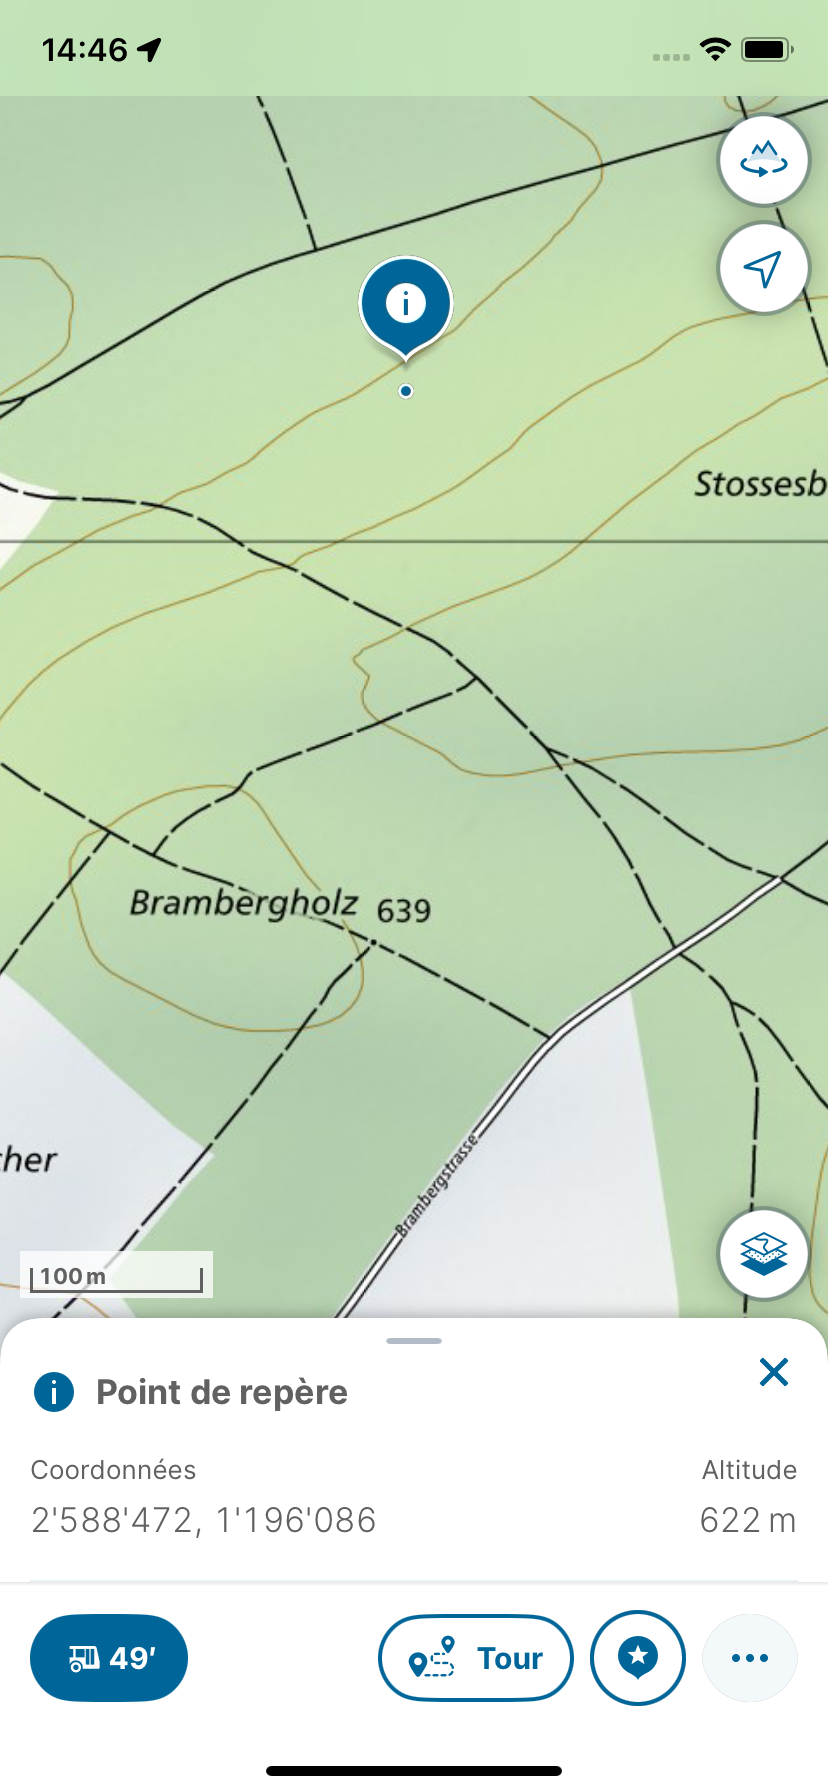 14:46
Stossesb
Brambergholz 639
Brambergstrasse
cher
100 m
Point de repère
Coordonnées
Altitude
2'588'472, 1'196'086
622 m
49’
Tour